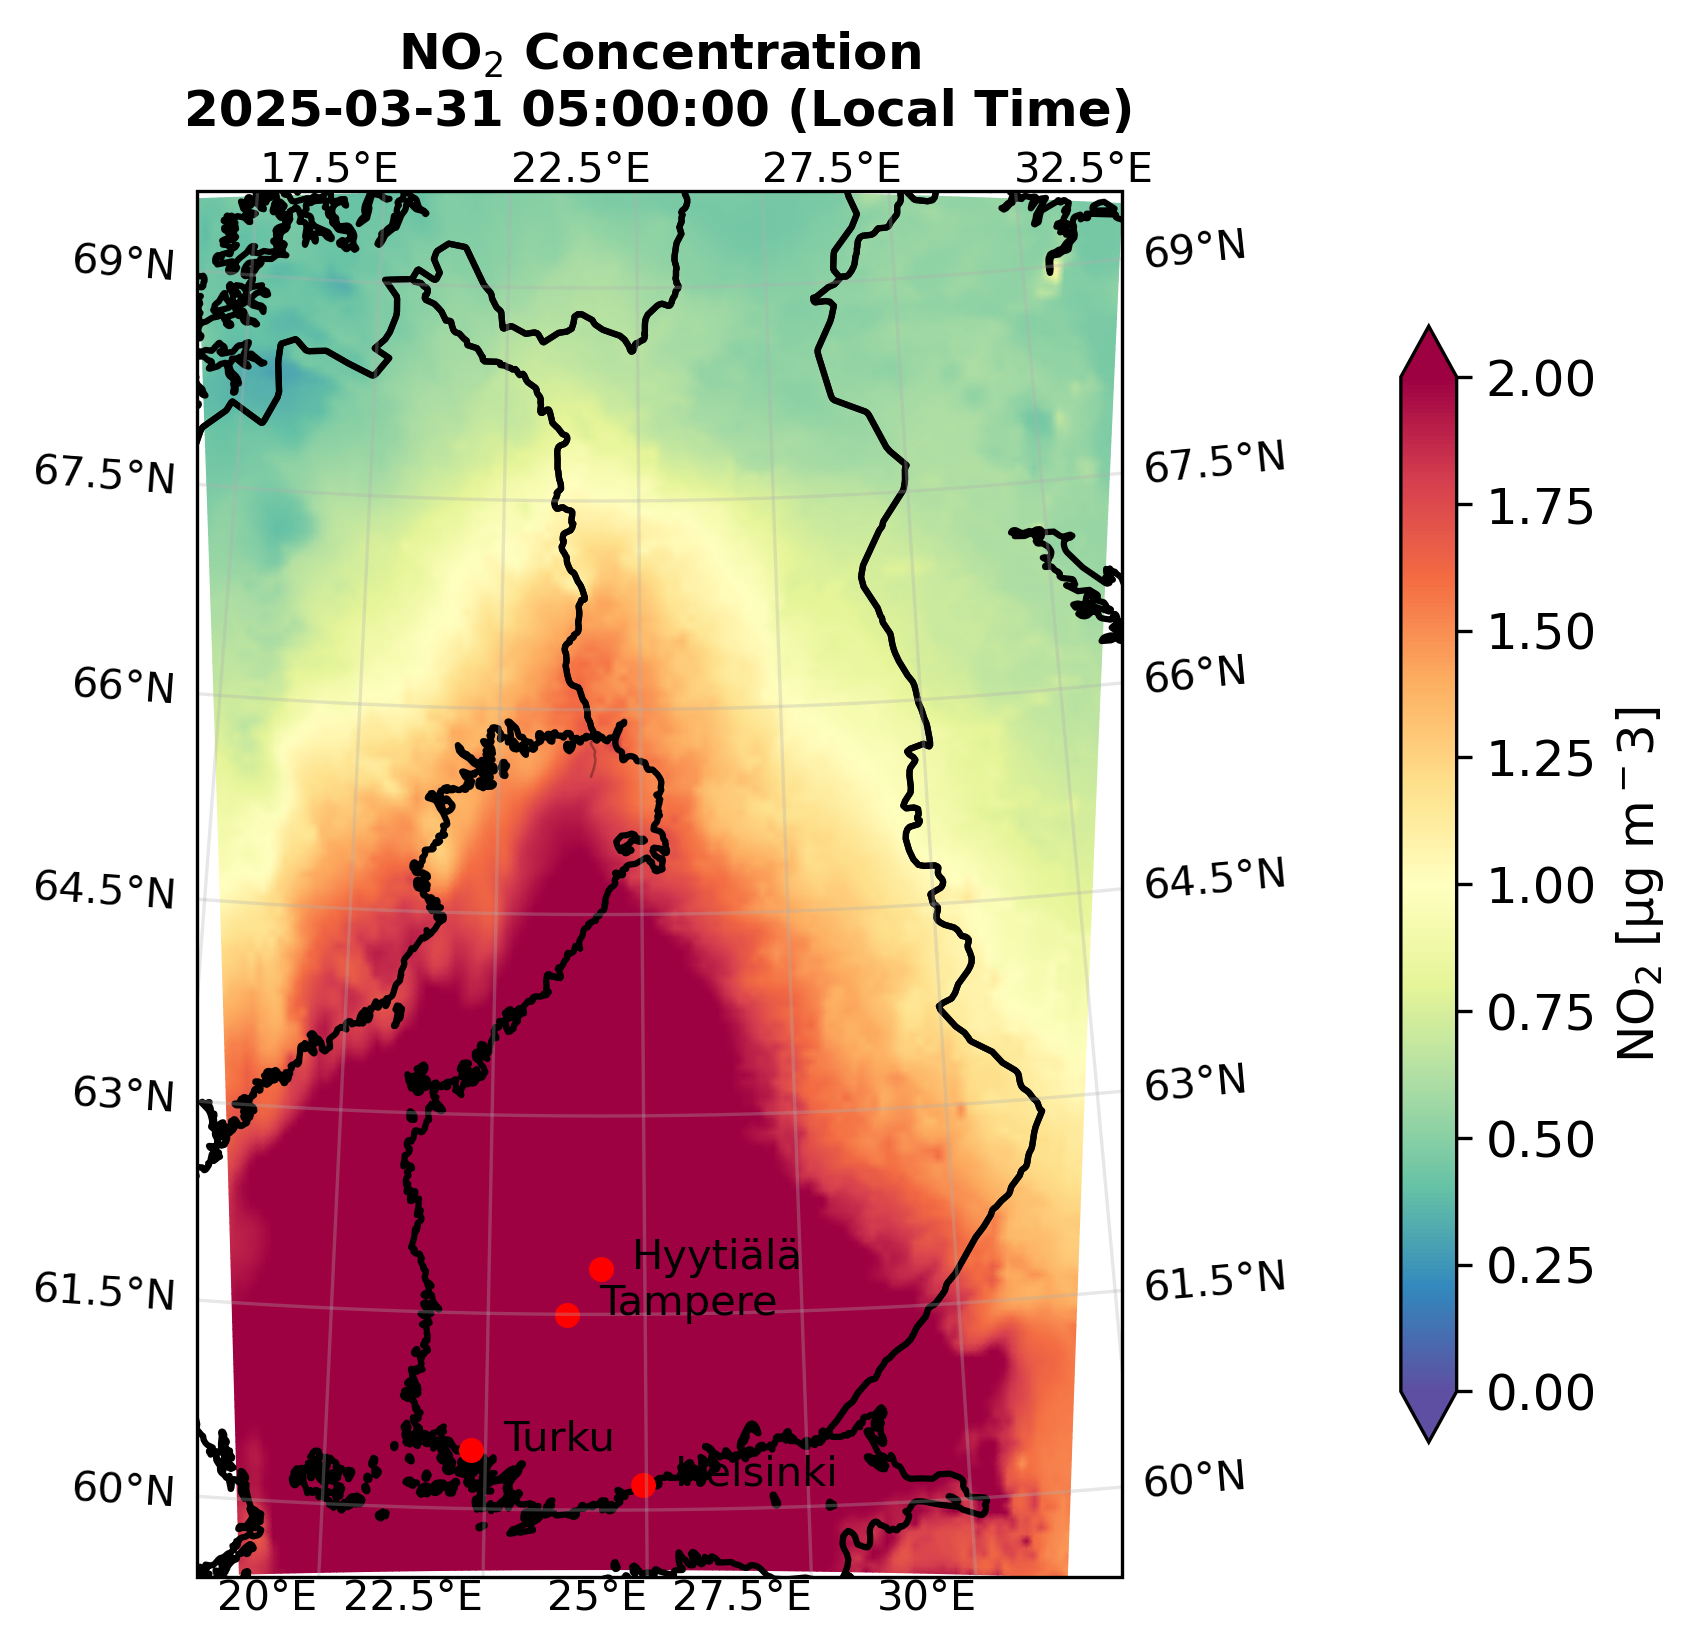 NO₂ Concentration
2025-03-31 05:00:00 (Local Time)
17.5°E 22.5°E 27.5°E 32.5°E
69°N 69°N
67.5°N 67.5°N
66°N 66°N
64.5°N 64.5°N
63°N 63°N
61.5°N 61.5°N
60°N 60°N
Hyytiälä
Tampere
Turku
Helsinki
20°E 22.5°E 25°E 27.5°E 30°E
2.00
1.75
1.50
1.25
1.00
0.75
0.50
0.25
0.00
NO₂ [µg m⁻3]